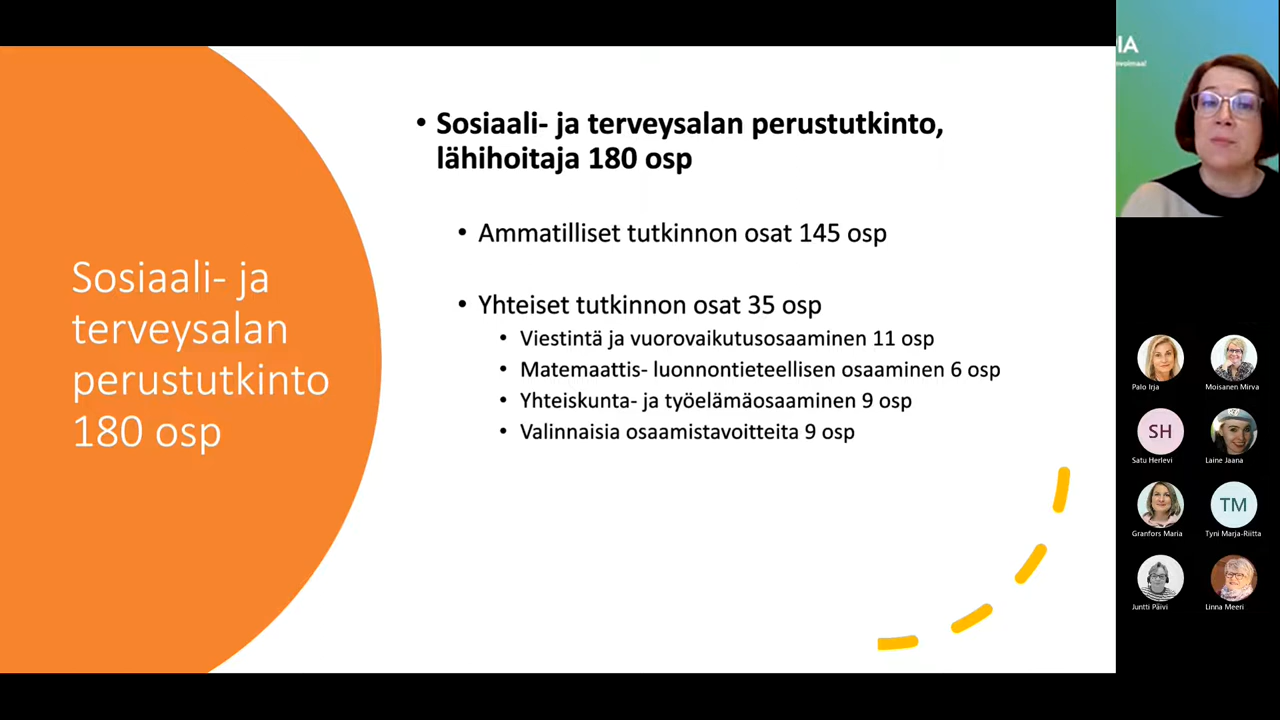 Sosiaali- ja
terveysalan
perustutkinto
180 osp
• Sosiaali- ja terveysalan perustutkinto,
lähihoitaja 180 osp
• Ammatilliset tutkinnon osat 145 osp
• Yhteiset tutkinnon osat 35 osp
• Viestintä ja vuorovaikutusosaaminen 11 osp
• Matemaattis- luonnontieteellisen osaaminen 6 osp
• Yhteiskunta- ja työelämäosaaminen 9 osp
• Valinnaisia osaamistavoitteita 9 osp
Palo Irja
Moisanen Mirva
SH
Satu Herlevi
Laine Jaana
Granfors Maria
TM
Tyni Marja-Riitta
Juntti Päivi
Linna Meeri